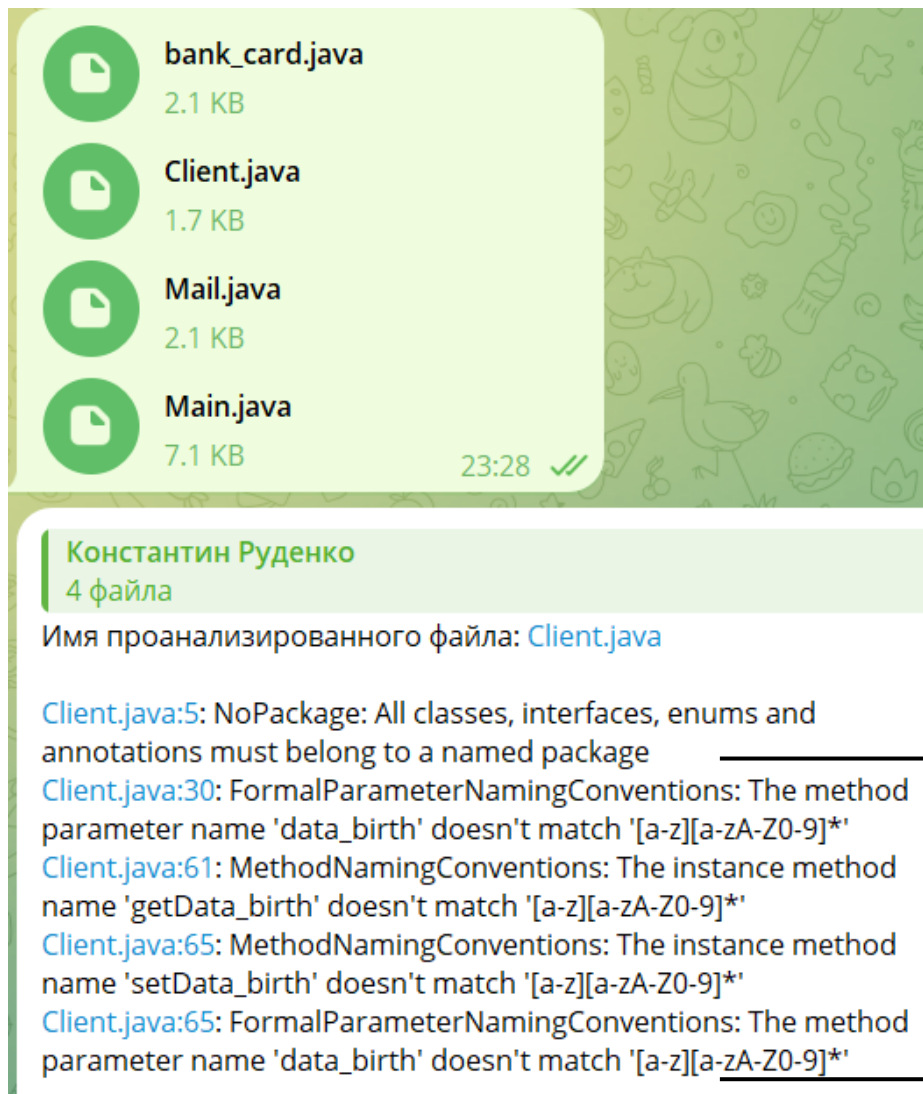 bank_card.java
2.1 KB
Client.java
1.7 KB
Mail.java
2.1 KB
Main.java
7.1 KB
23:28
Константин Руденко
4 файла
Имя проанализированного файла: Client.java
Client.java:5: NoPackage: All classes, interfaces, enums and
annotations must belong to a named package
Client.java:30: FormalParameterNamingConventions: The method
parameter name 'data_birth' doesn't match '[a-z][a-zA-Z0-9]*'
Client.java:61: MethodNamingConventions: The instance method
name 'getData_birth' doesn't match '[a-z][a-zA-Z0-9]*'
Client.java:65: MethodNamingConventions: The instance method
name 'setData_birth' doesn't match '[a-z][a-zA-Z0-9]*'
Client.java:65: FormalParameterNamingConventions: The method
parameter name 'data_birth' doesn't match '[a-z][a-zA-Z0-9]*'